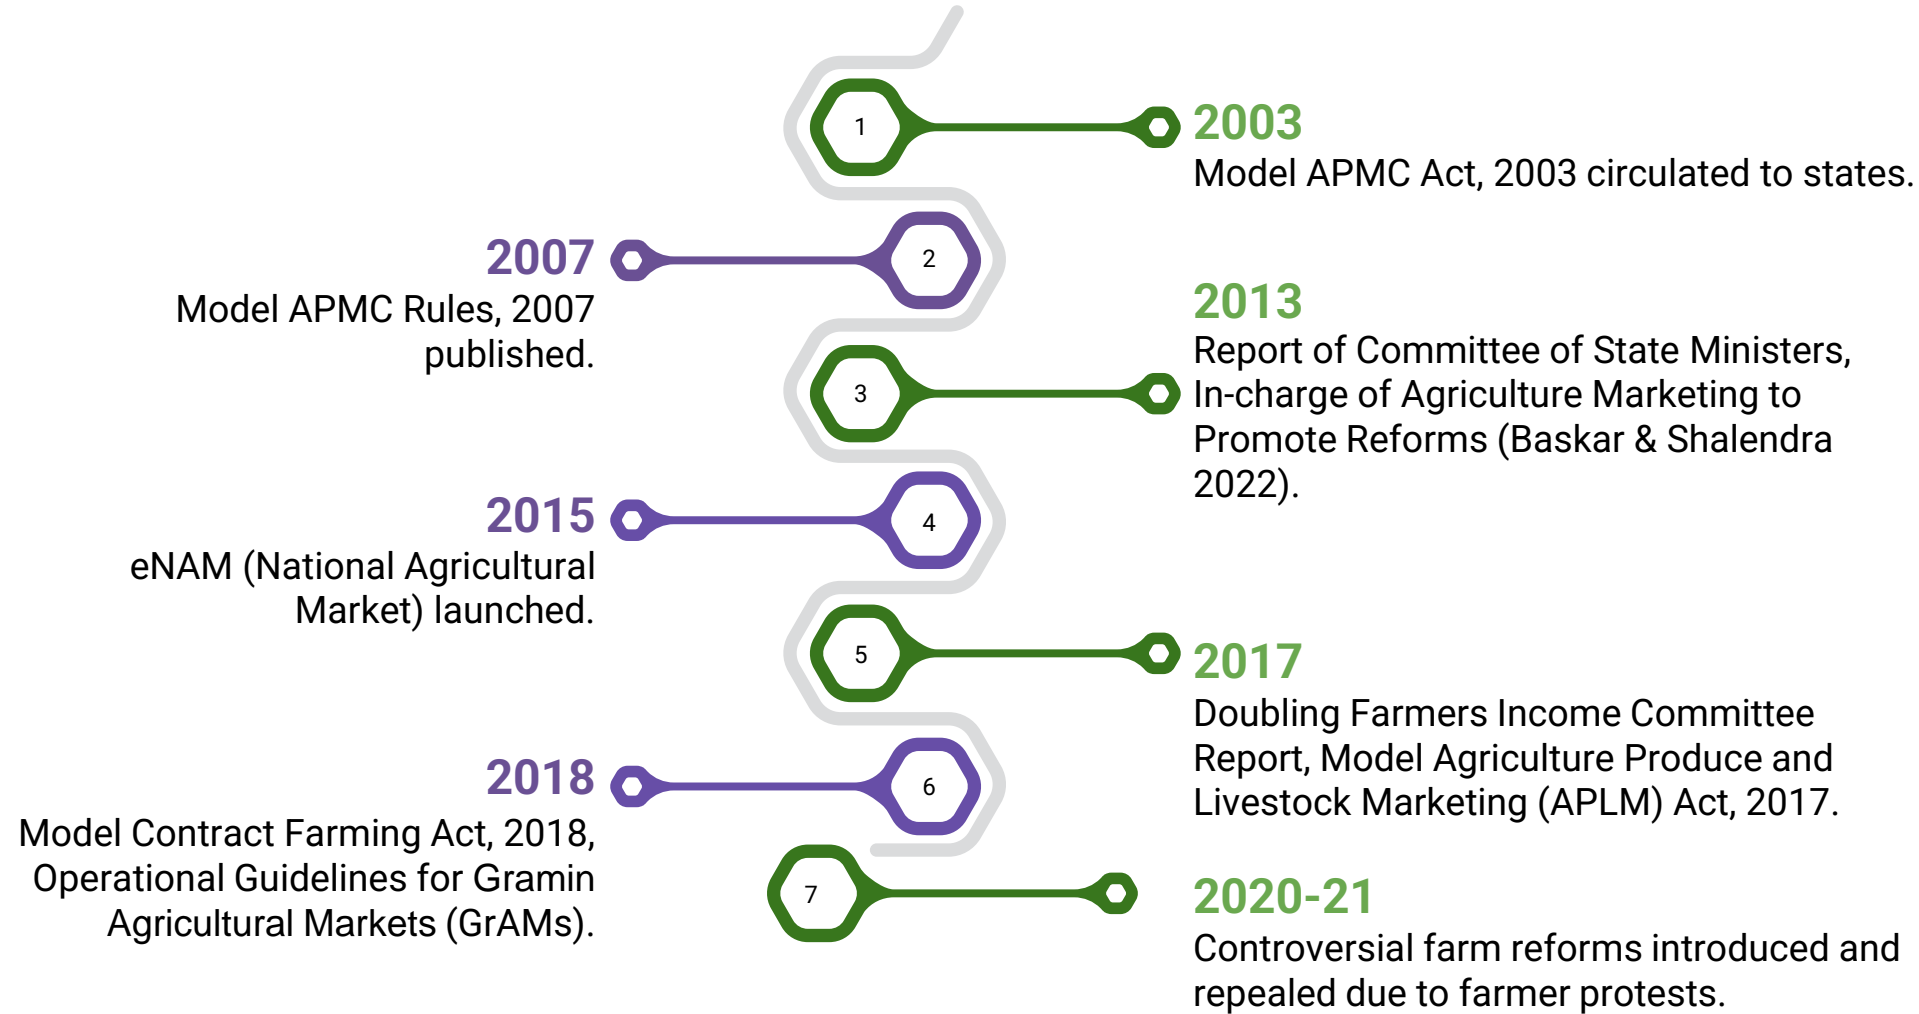 1
2003
Model APMC Act, 2003 circulated to states.
2
2007
Model APMC Rules, 2007
published.
3
2013
Report of Committee of State Ministers,
In-charge of Agriculture Marketing to
Promote Reforms (Baskar & Shalendra
2022).
4
2015
eNAM (National Agricultural
Market) launched.
5
2017
Doubling Farmers Income Committee
Report, Model Agriculture Produce and
Livestock Marketing (APLM) Act, 2017.
6
2018
Model Contract Farming Act, 2018,
Operational Guidelines for Gramin
Agricultural Markets (GrAMs).
7
2020-21
Controversial farm reforms introduced and
repealed due to farmer protests.